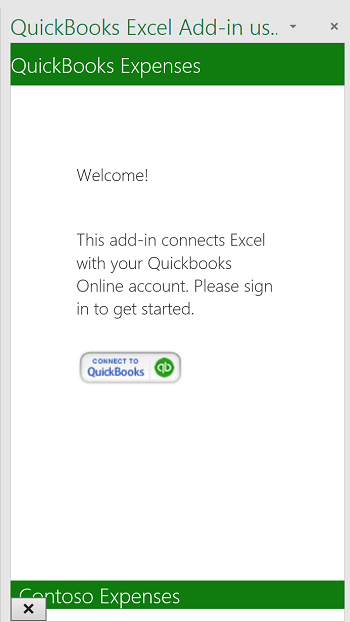 QuickBooks Excel Add-in us..
QuickBooks Expenses
Welcome!
This add-in connects Excel
with your Quickbooks
Online account. Please sign
in to get started.
CONNECT TO
QuickBooks
qb
Contoso Expenses